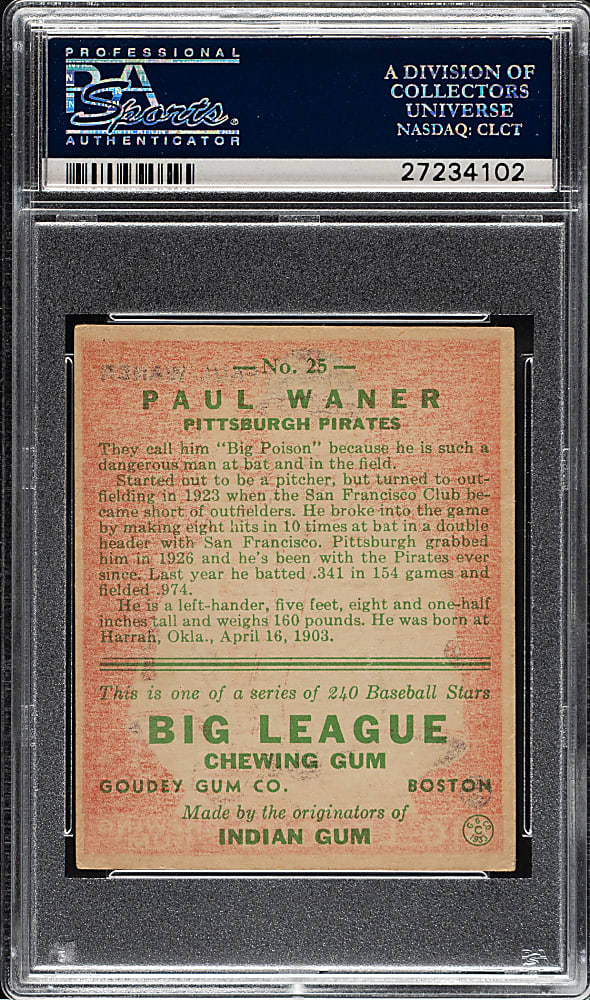 PROFESSIONAL
PSA
Sports
AUTHENTICATOR
A DIVISION OF
COLLECTORS
UNIVERSE
NASDAQ: CLCT
27234102
— No. 25 —
PAUL WANER
PITTSBURGH PIRATES
They call him "Big Poison" because he is such a
dangerous man at bat and in the field.
Started out to be a pitcher, but turned to out-
fielding in 1923 when the San Francisco Club be-
came short of outfielders. He broke into the game
by making eight hits in 10 times at bat in a double
header with San Francisco. Pittsburgh grabbed
him in 1926 and he's been with the Pirates ever
since. Last year he batted .341 in 154 games and
fielded .974.
He is a left-hander, five feet, eight and one-half
inches tall and weighs 160 pounds. He was born at
Harrah, Okla., April 16, 1903.
This is one of a series of 240 Baseball Stars
BIG LEAGUE
CHEWING GUM
GOUDEY GUM CO. BOSTON
Made by the originators of
INDIAN GUM